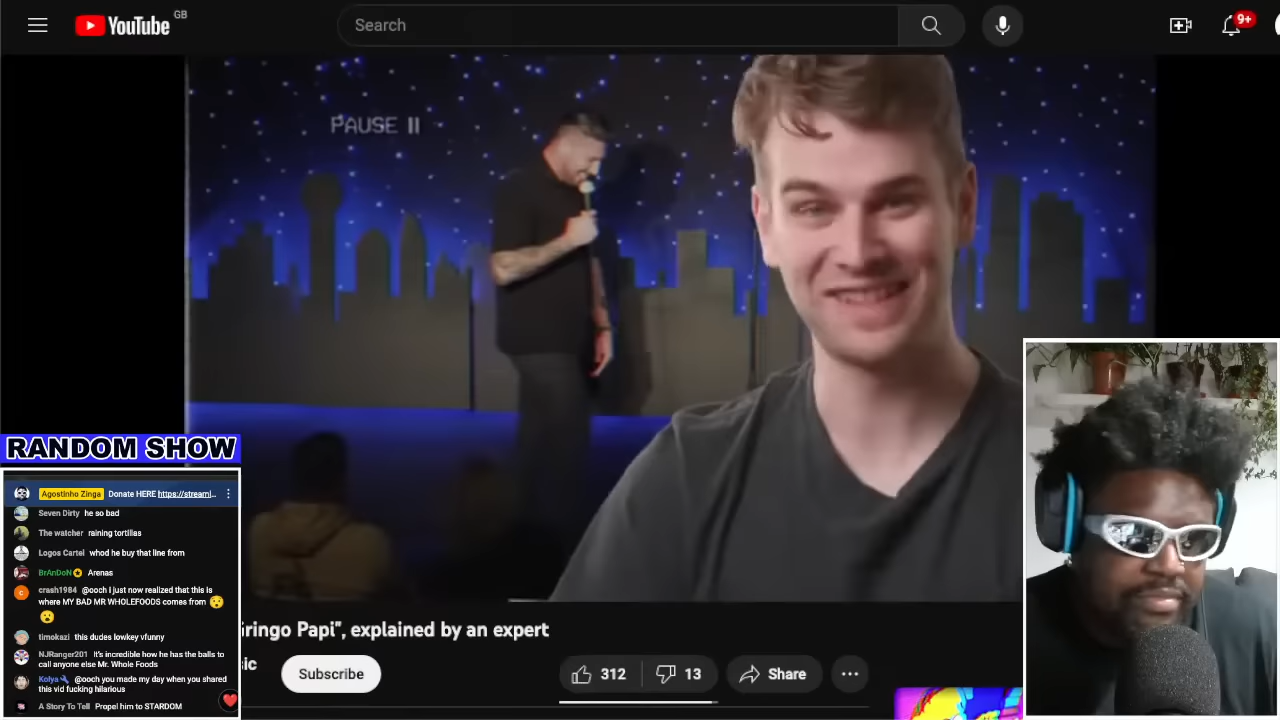 YouTube GB
Search
9+
PAUSE II
RANDOM SHOW
Agostinho Zinga Donate HERE https://streaml...
Seven Dirty he so bad
The watcher raining tortillas
Logos Cartel whod he buy that line from
BrAnDoN Arenas
crash1984 @ooch I just now realized that this is
where MY BAD MR WHOLEFOODS comes from
timokazi this dudes lowkey vfunny
NJRanger201 It's incredible how he has the balls to
call anyone else Mr. Whole Foods
Kolya @ooch you made my day when you shared
this vid fucking hilarious
A Story To Tell Propel him to STARDOM
ringo Papi", explained by an expert
ic
Subscribe
312
13
Share